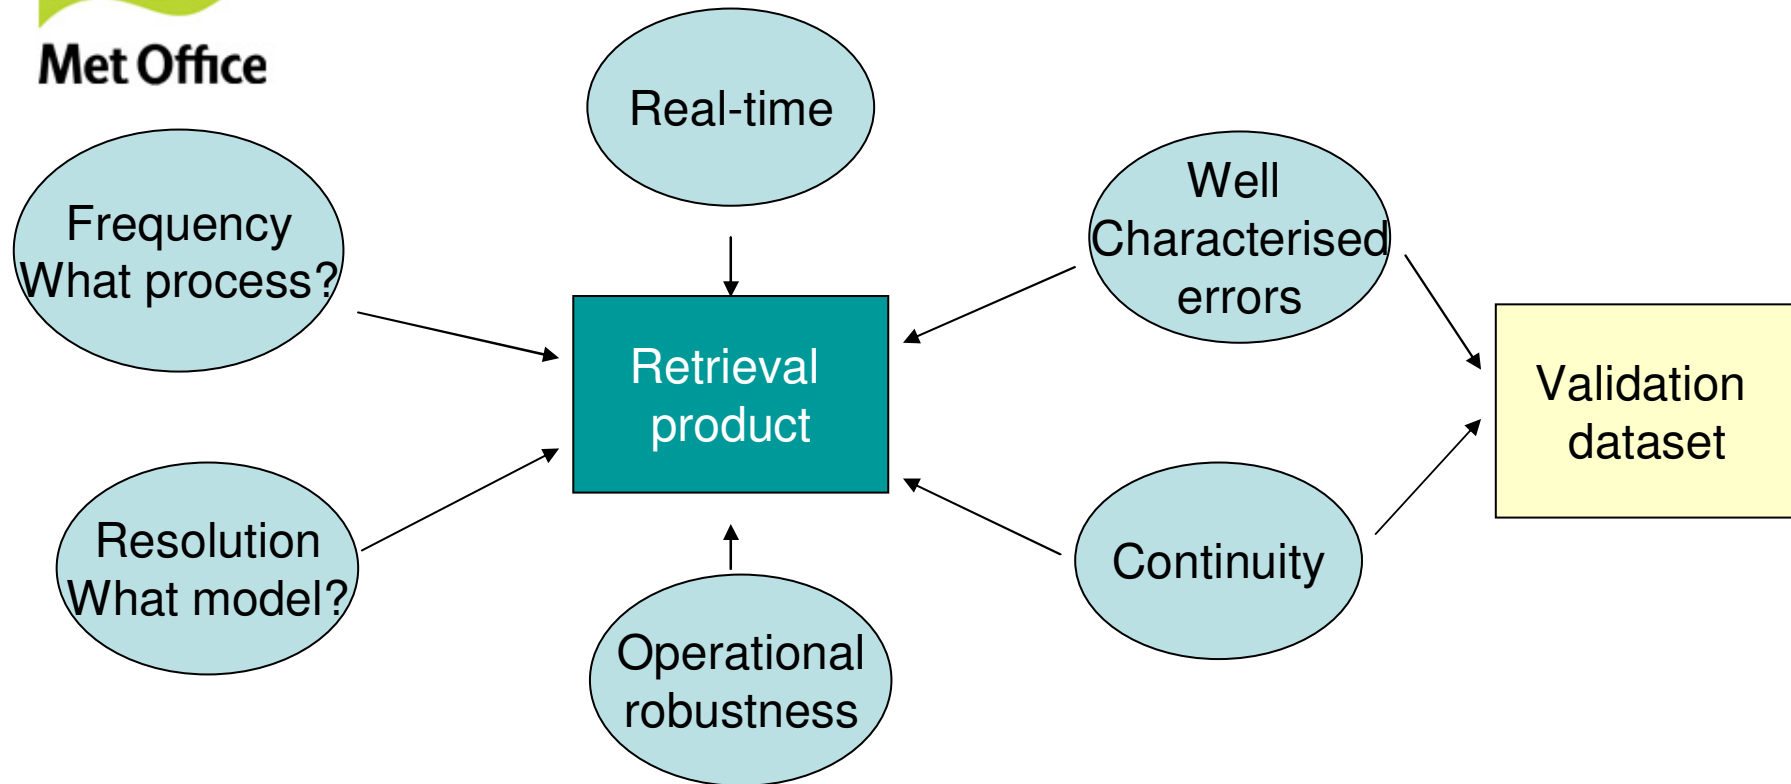 Met Office
Real-time
Frequency
What process?
Well
Characterised
errors
Retrieval
product
Validation
dataset
Resolution
What model?
Continuity
Operational
robustness